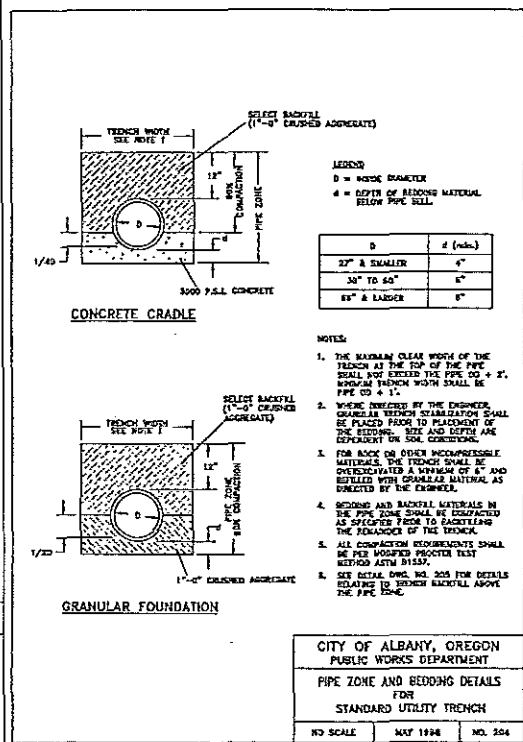 SELECT BACKFILL
(1"-0" CRUSHED AGGREGATE)
TRENCH WIDTH
SEE NOTE 1
12"
COMPACTION
PIPE ZONE
D
d
1/4D
3000 P.S.I. CONCRETE
CONCRETE CRADLE
LEGEND
D = INSIDE DIAMETER
d = DEPTH OF BEDDING MATERIAL
BELOW PIPE BELL
D d (min.)
27" & SMALLER 4"
30" TO 60" 6"
& LARGER
NOTES:
1. THE MAXIMUM CLEAR WIDTH OF THE
TRENCH AT THE TOP OF THE PIPE
SHALL NOT EXCEED THE PIPE OD + 2'.
MINIMUM TRENCH WIDTH SHALL BE
PIPE OD + 1'.
2. WHERE DIRECTED BY THE ENGINEER,
GRANULAR TRENCH STABILIZATION SHALL
BE PLACED PRIOR TO PLACEMENT OF
THE BEDDING. SIZE AND DEPTH ARE
DEPENDENT ON SOIL CONDITIONS.
3. FOR ROCK OR OTHER INCOMPRESSIBLE
MATERIALS, THE TRENCH SHALL BE
OVEREXCAVATED A MINIMUM OF 6" AND
REFILLED WITH GRANULAR MATERIAL AS
DIRECTED BY THE ENGINEER.
4. BEDDING AND BACKFILL MATERIALS IN
THE PIPE ZONE SHALL BE COMPACTED
AS SPECIFIED PRIOR TO BACKFILLING
THE REMAINDER OF THE TRENCH.
5. ALL COMPACTION REQUIREMENTS SHALL
BE PER MODIFIED PROCTOR TEST
METHOD ASTM D1557.
6. SEE DETAIL DWG. NO. 205 FOR DETAILS
RELATING TO TRENCH BACKFILL ABOVE
THE PIPE ZONE.
SELECT BACKFILL
(1"-0" CRUSHED
AGGREGATE)
TRENCH WIDTH
SEE NOTE 1
12"
PIPE ZONE
COMPACTION
D
d
1/2D
1"-0" CRUSHED AGGREGATE
GRANULAR FOUNDATION
CITY OF ALBANY, OREGON
PUBLIC WORKS DEPARTMENT
PIPE ZONE AND BEDDING DETAILS
FOR
STANDARD UTILITY TRENCH
NO SCALE MAY 1998 NO. 204